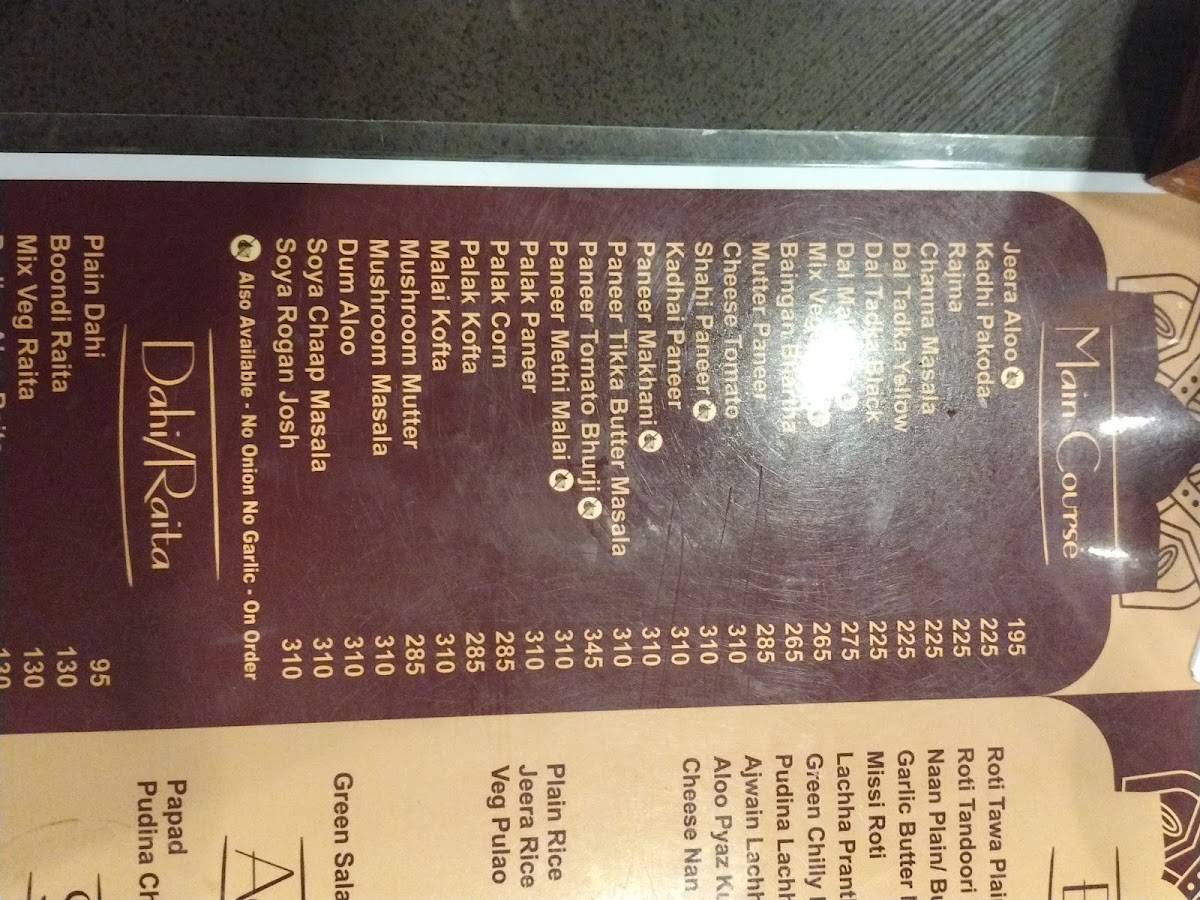 Main Course
Jeera Aloo 195
Kadhi Pakoda 225
Rajma 225
Channa Masala 225
Dal Tadka Yellow 225
Dal Tadka Black 225
Dal 275
Mix Veg 265
Baingan Bhartha 265
Mutter Paneer 285
Cheese Tomato 310
Shahi Paneer 310
Kadhai Paneer 310
Paneer Makhani 310
Paneer Tikka Butter Masala 310
Paneer Tomato Bhurji 345
Paneer Methi Malai 310
Palak Paneer 310
Palak Corn 285
Palak Kofta 285
Malai Kofta 310
Mushroom Mutter 285
Mushroom Masala 310
Dum Aloo 310
Soya Chaap Masala 310
Soya Rogan Josh 310
Also Available - No Onion No Garlic - On Order
Dahi/Raita
Plain Dahi 95
Boondi Raita 130
Mix Veg Raita 130
130
Roti Tawa Plai
Roti Tandoori
Naan Plain/ Bu
Garlic Butter
Missi Roti
Lachha Pranth
Green Chilly
Pudina Lachh
Ajwain Lachh
Aloo Pyaz Ku
Cheese Nan
Plain Rice
Jeera Rice
Veg Pulao
Green Sala
Papad
Pudina Ch